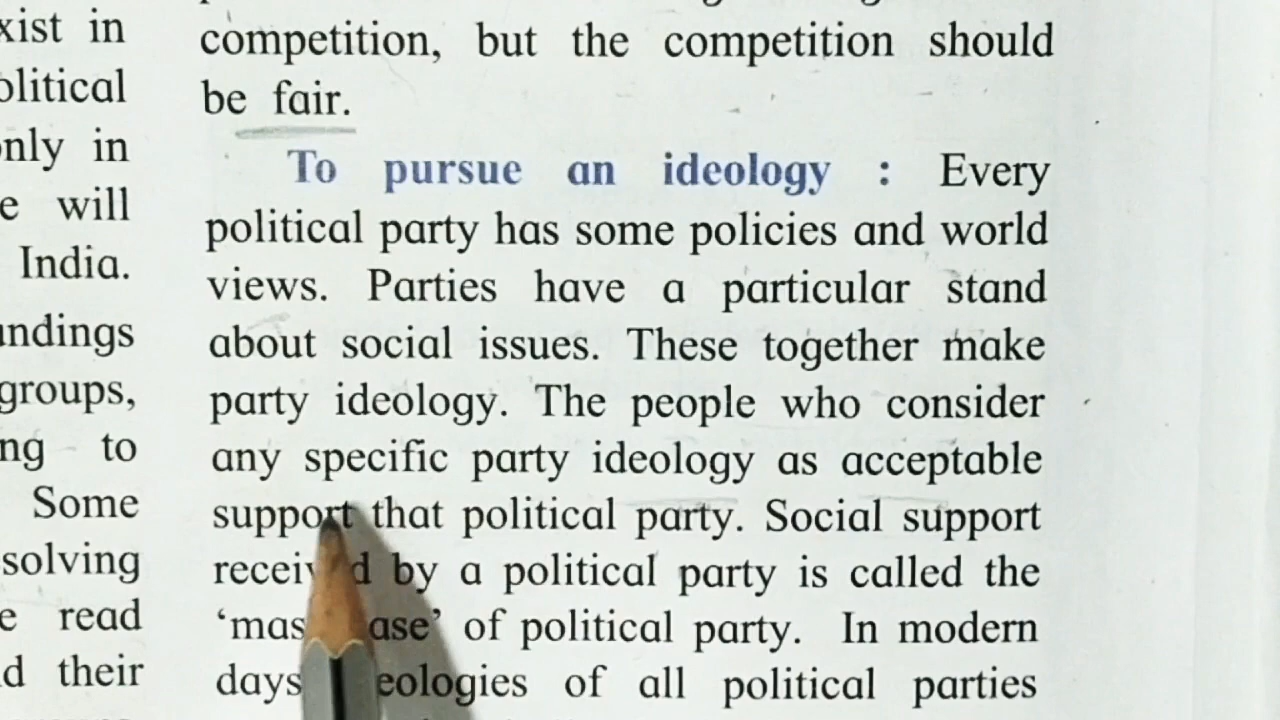 xist in
olitical
nly in
e will
India.
ndings
groups,
ng to
Some
solving
e read
d their
competition, but the competition should
be fair.
To pursue an ideology : Every
political party has some policies and world
views. Parties have a particular stand
about social issues. These together make
party ideology. The people who consider
any specific party ideology as acceptable
support that political party. Social support
received by a political party is called the
‘mas ase’ of political party. In modern
days eologies of all political parties